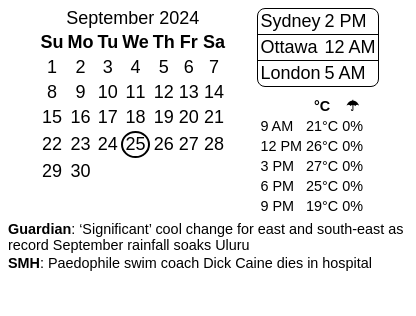 September 2024
Su Mo Tu We Th Fr Sa
1 2 3 4 5 6 7
8 9 10 11 12 13 14
15 16 17 18 19 20 21
22 23 24 25 26 27 28
29 30
Sydney 2 PM
Ottawa 12 AM
London 5 AM
°C ☂
9 AM 21°C 0%
12 PM 26°C 0%
3 PM 27°C 0%
6 PM 25°C 0%
9 PM 19°C 0%
Guardian: ‘Significant’ cool change for east and south-east as
record September rainfall soaks Uluru
SMH: Paedophile swim coach Dick Caine dies in hospital